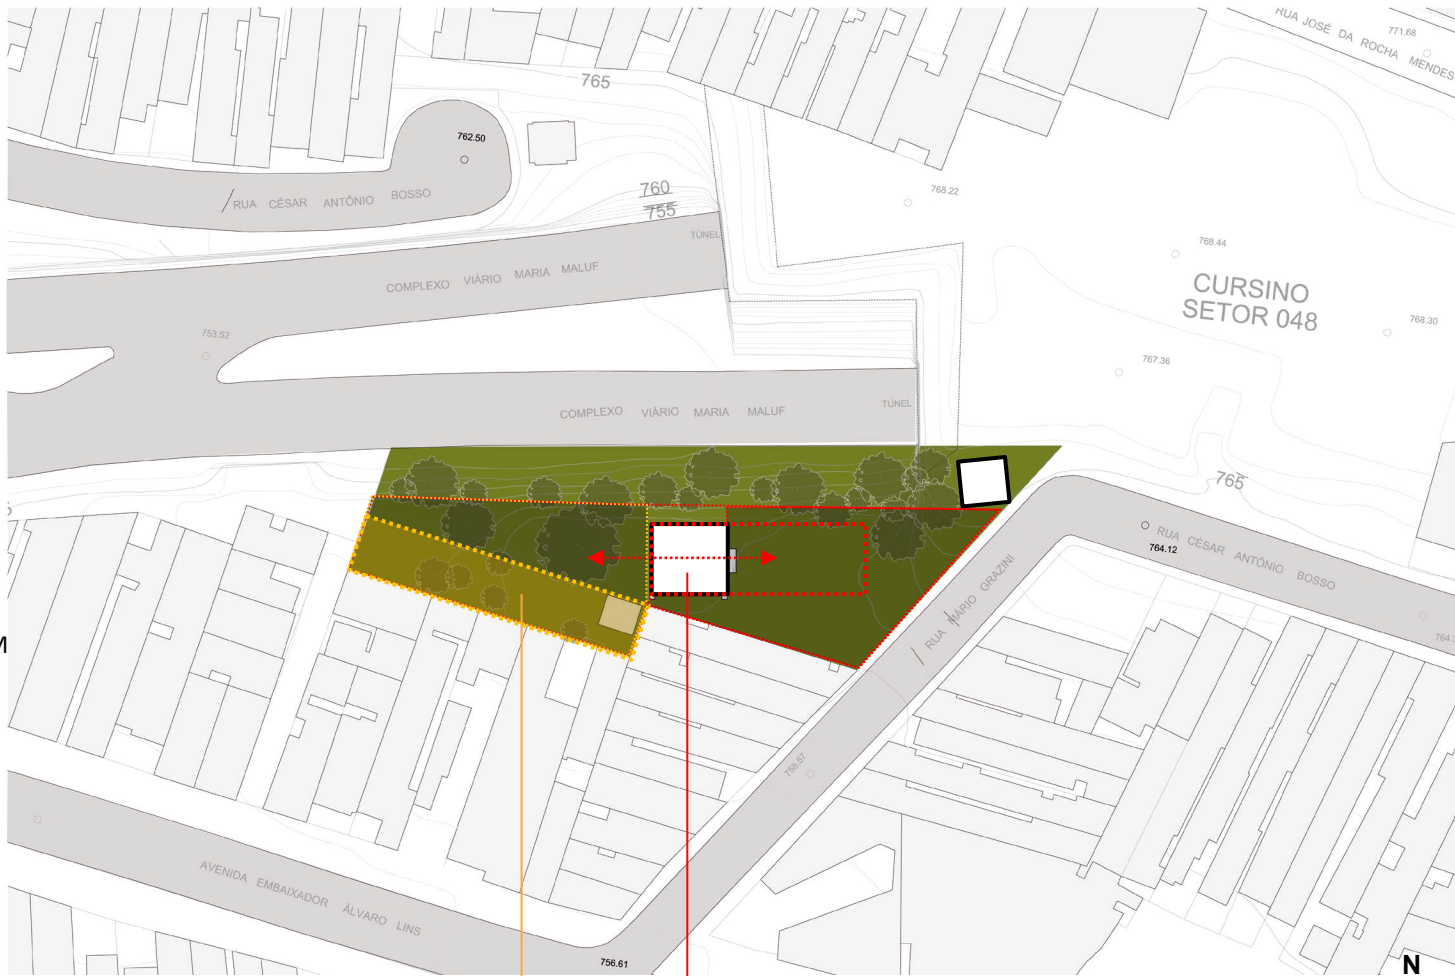 RUA JOSÉ DA ROCHA MENDES
771.68
765
762.50
RUA CÉSAR ANTÔNIO BOSSO
760
755
TÚNEL
768.22
768.44
COMPLEXO VIÁRIO MARIA MALUF
CURSINO
SETOR 048
768.30
753.52
767.36
COMPLEXO VIÁRIO MARIA MALUF
TÚNEL
765
RUA CÉSAR ANTÔNIO BOSSO
764.12
RUA MÁRIO GRAZINI
M
758.57
AVENIDA EMBAIXADOR ÁLVARO LINS
756.61
N